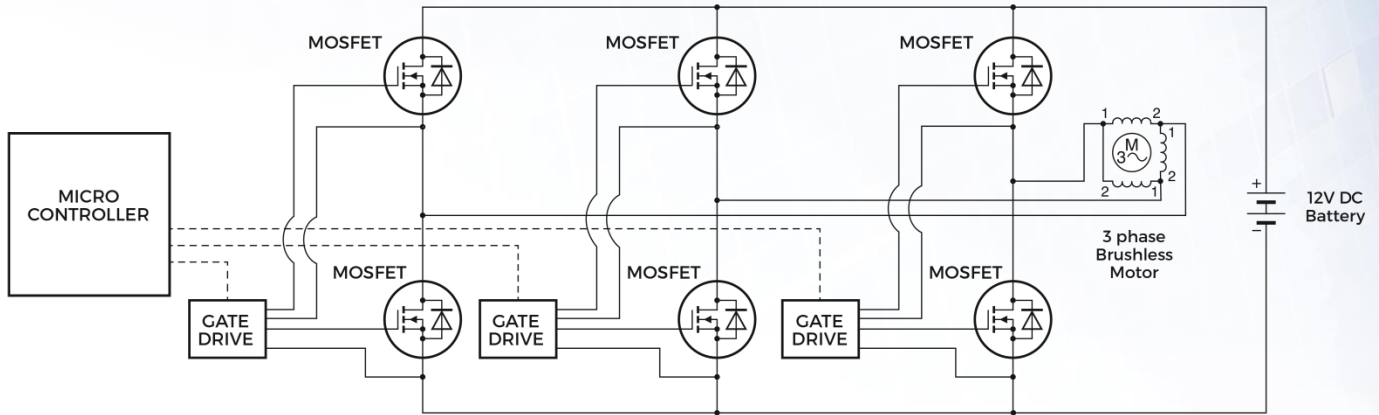 MOSFET
MOSFET
MOSFET
1
2
1
M
3
2
2
1
MICRO
CONTROLLER
+
12V DC
Battery
−
3 phase
Brushless
Motor
MOSFET
MOSFET
MOSFET
GATE
DRIVE
GATE
DRIVE
GATE
DRIVE